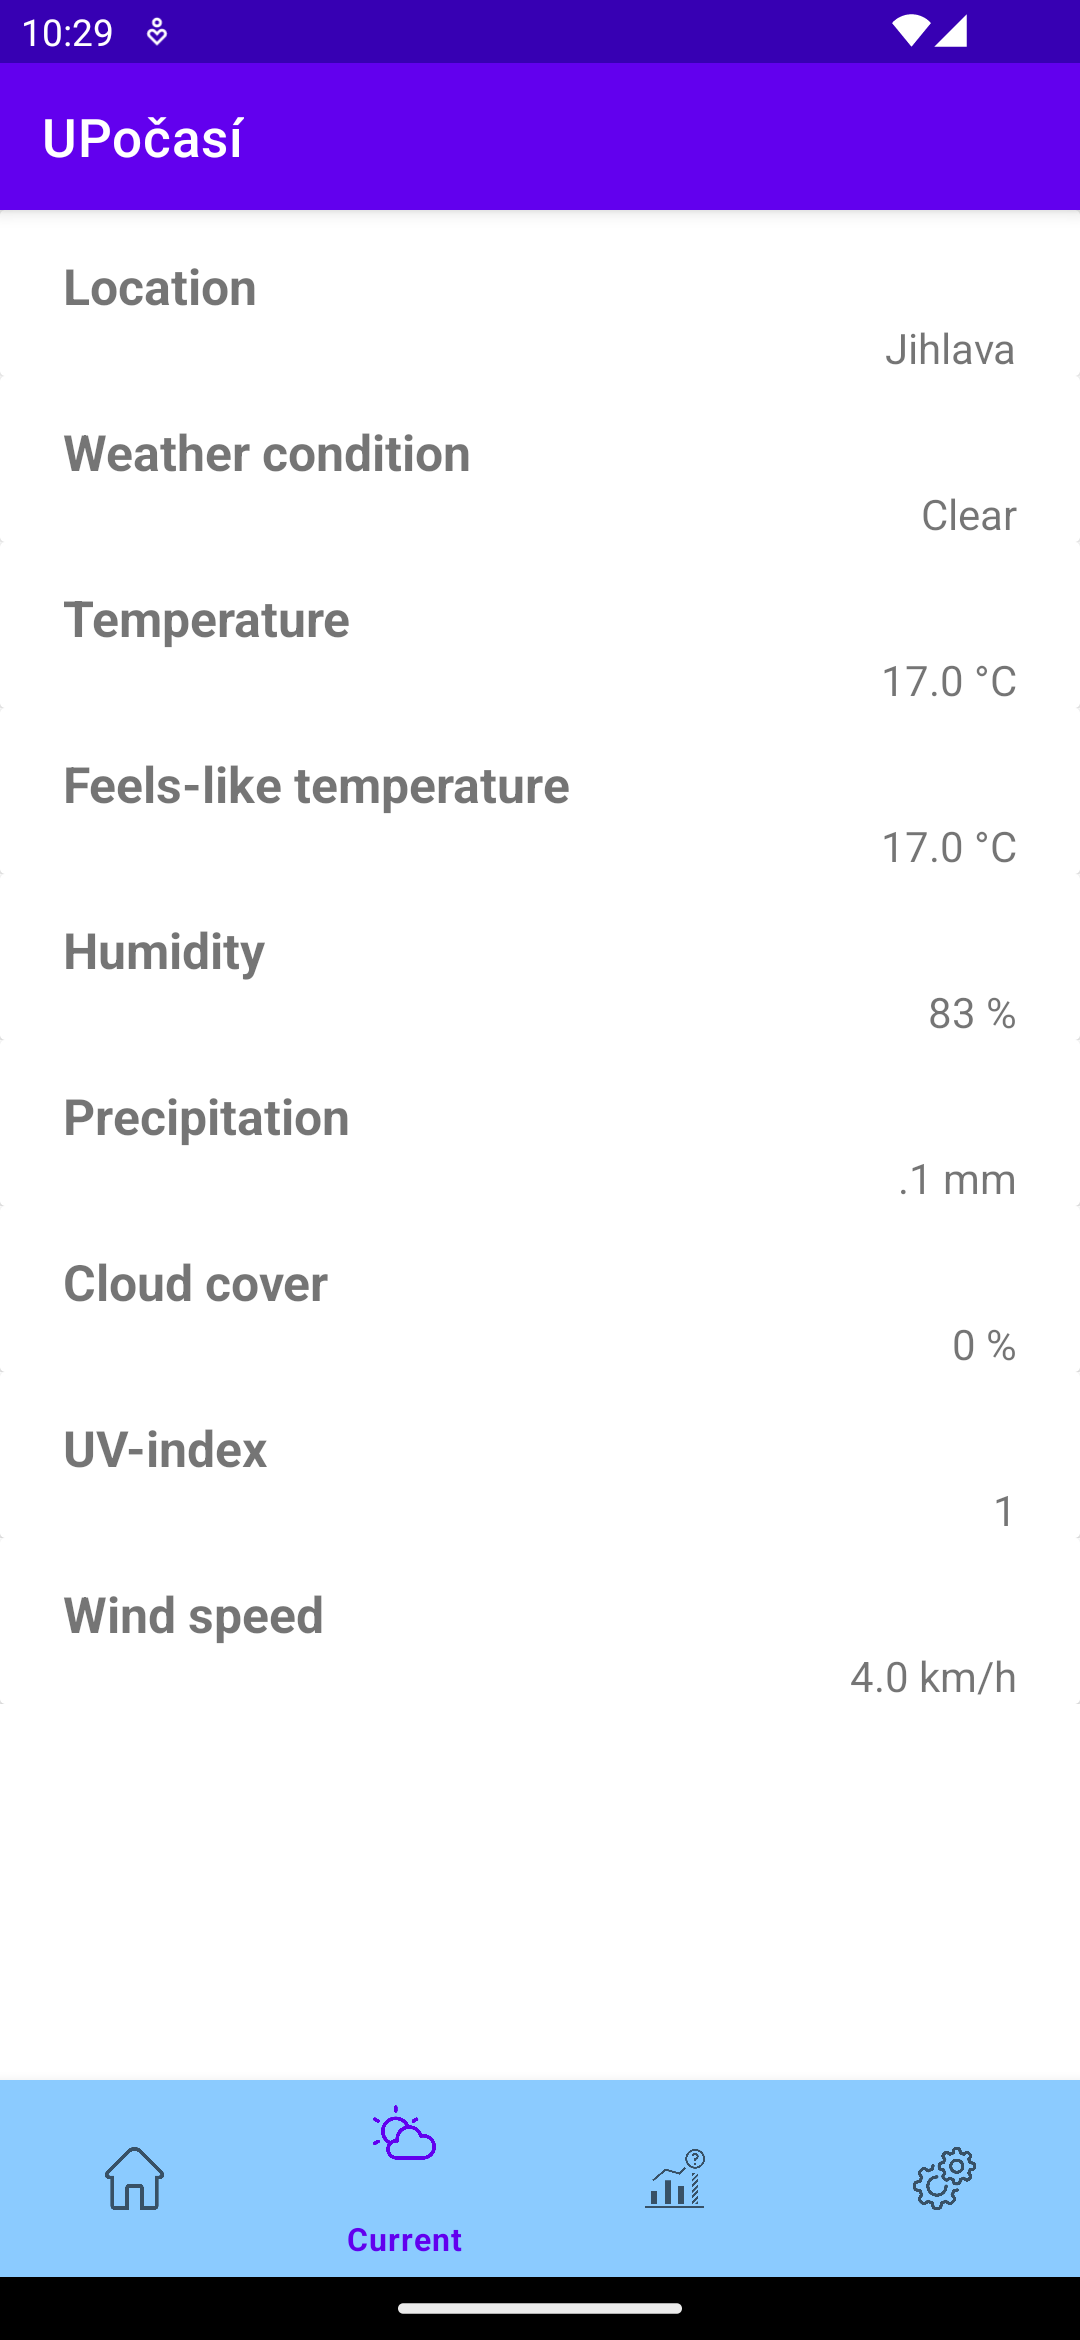 10:29
UPočasí
Location
Jihlava
Weather condition
Clear
Temperature
17.0 °C
Feels-like temperature
17.0 °C
Humidity
83 %
Precipitation
.1 mm
Cloud cover
0 %
UV-index
1
Wind speed
4.0 km/h
?
Current